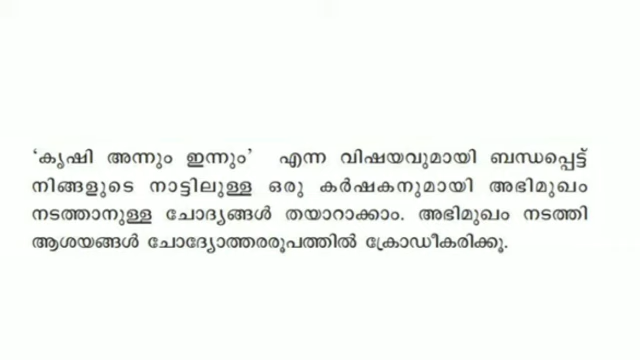 ‘കൃഷി അന്നും ഇന്നും’ എന്ന വിഷയവുമായി ബന്ധപ്പെട്ട്
നിങ്ങളുടെ നാട്ടിലുള്ള ഒരു കർഷകനുമായി അഭിമുഖം
നടത്താനുള്ള ചോദ്യങ്ങൾ തയാറാക്കാം. അഭിമുഖം നടത്തി
ആശയങ്ങൾ ചോദ്യോത്തരരൂപത്തിൽ ക്രോഡീകരിക്കൂ.